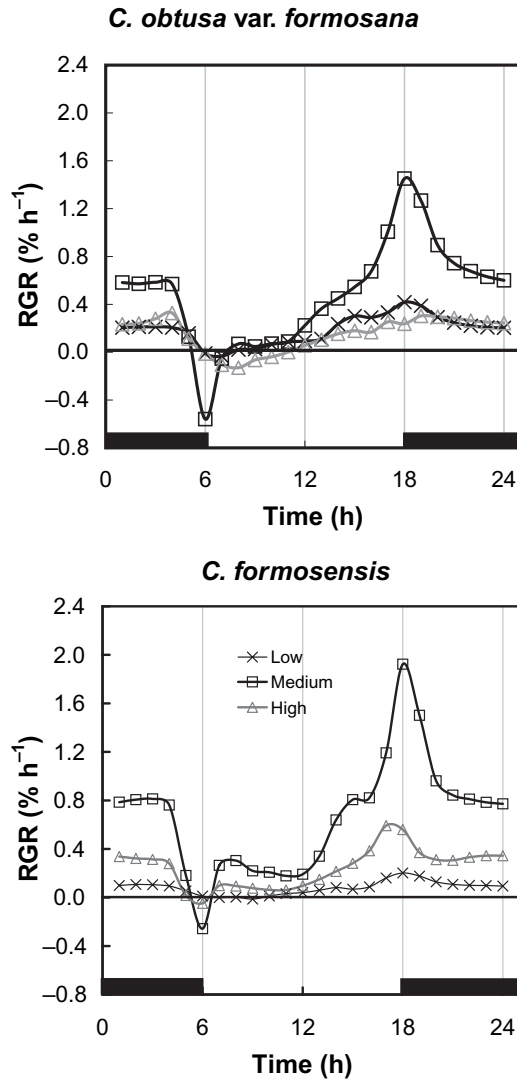 C. obtusa var. formosana
RGR (% h⁻¹)
2.4
2.0
1.6
1.2
0.8
0.4
0.0
–0.4
–0.8
0 6 12 18 24
Time (h)
C. formosensis
RGR (% h⁻¹)
2.4
2.0
1.6
1.2
0.8
0.4
0.0
–0.4
–0.8
Low
Medium
High
0 6 12 18 24
Time (h)